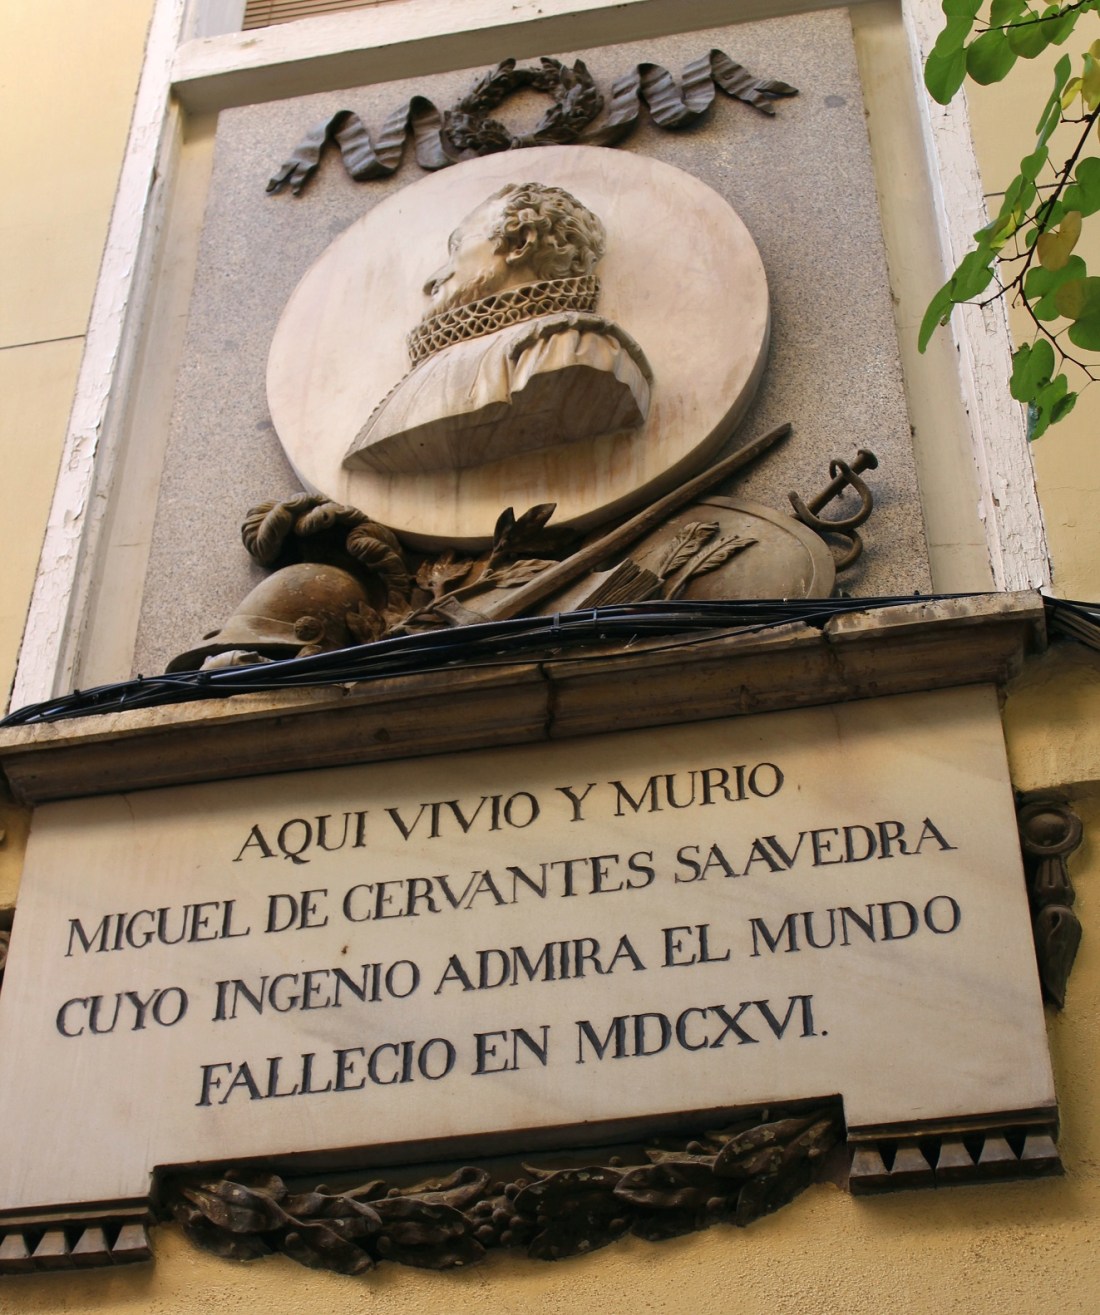 AQUI VIVIO Y MURIO
MIGUEL DE CERVANTES SAAVEDRA
CUYO INGENIO ADMIRA EL MUNDO
FALLECIO EN MDCXVI.